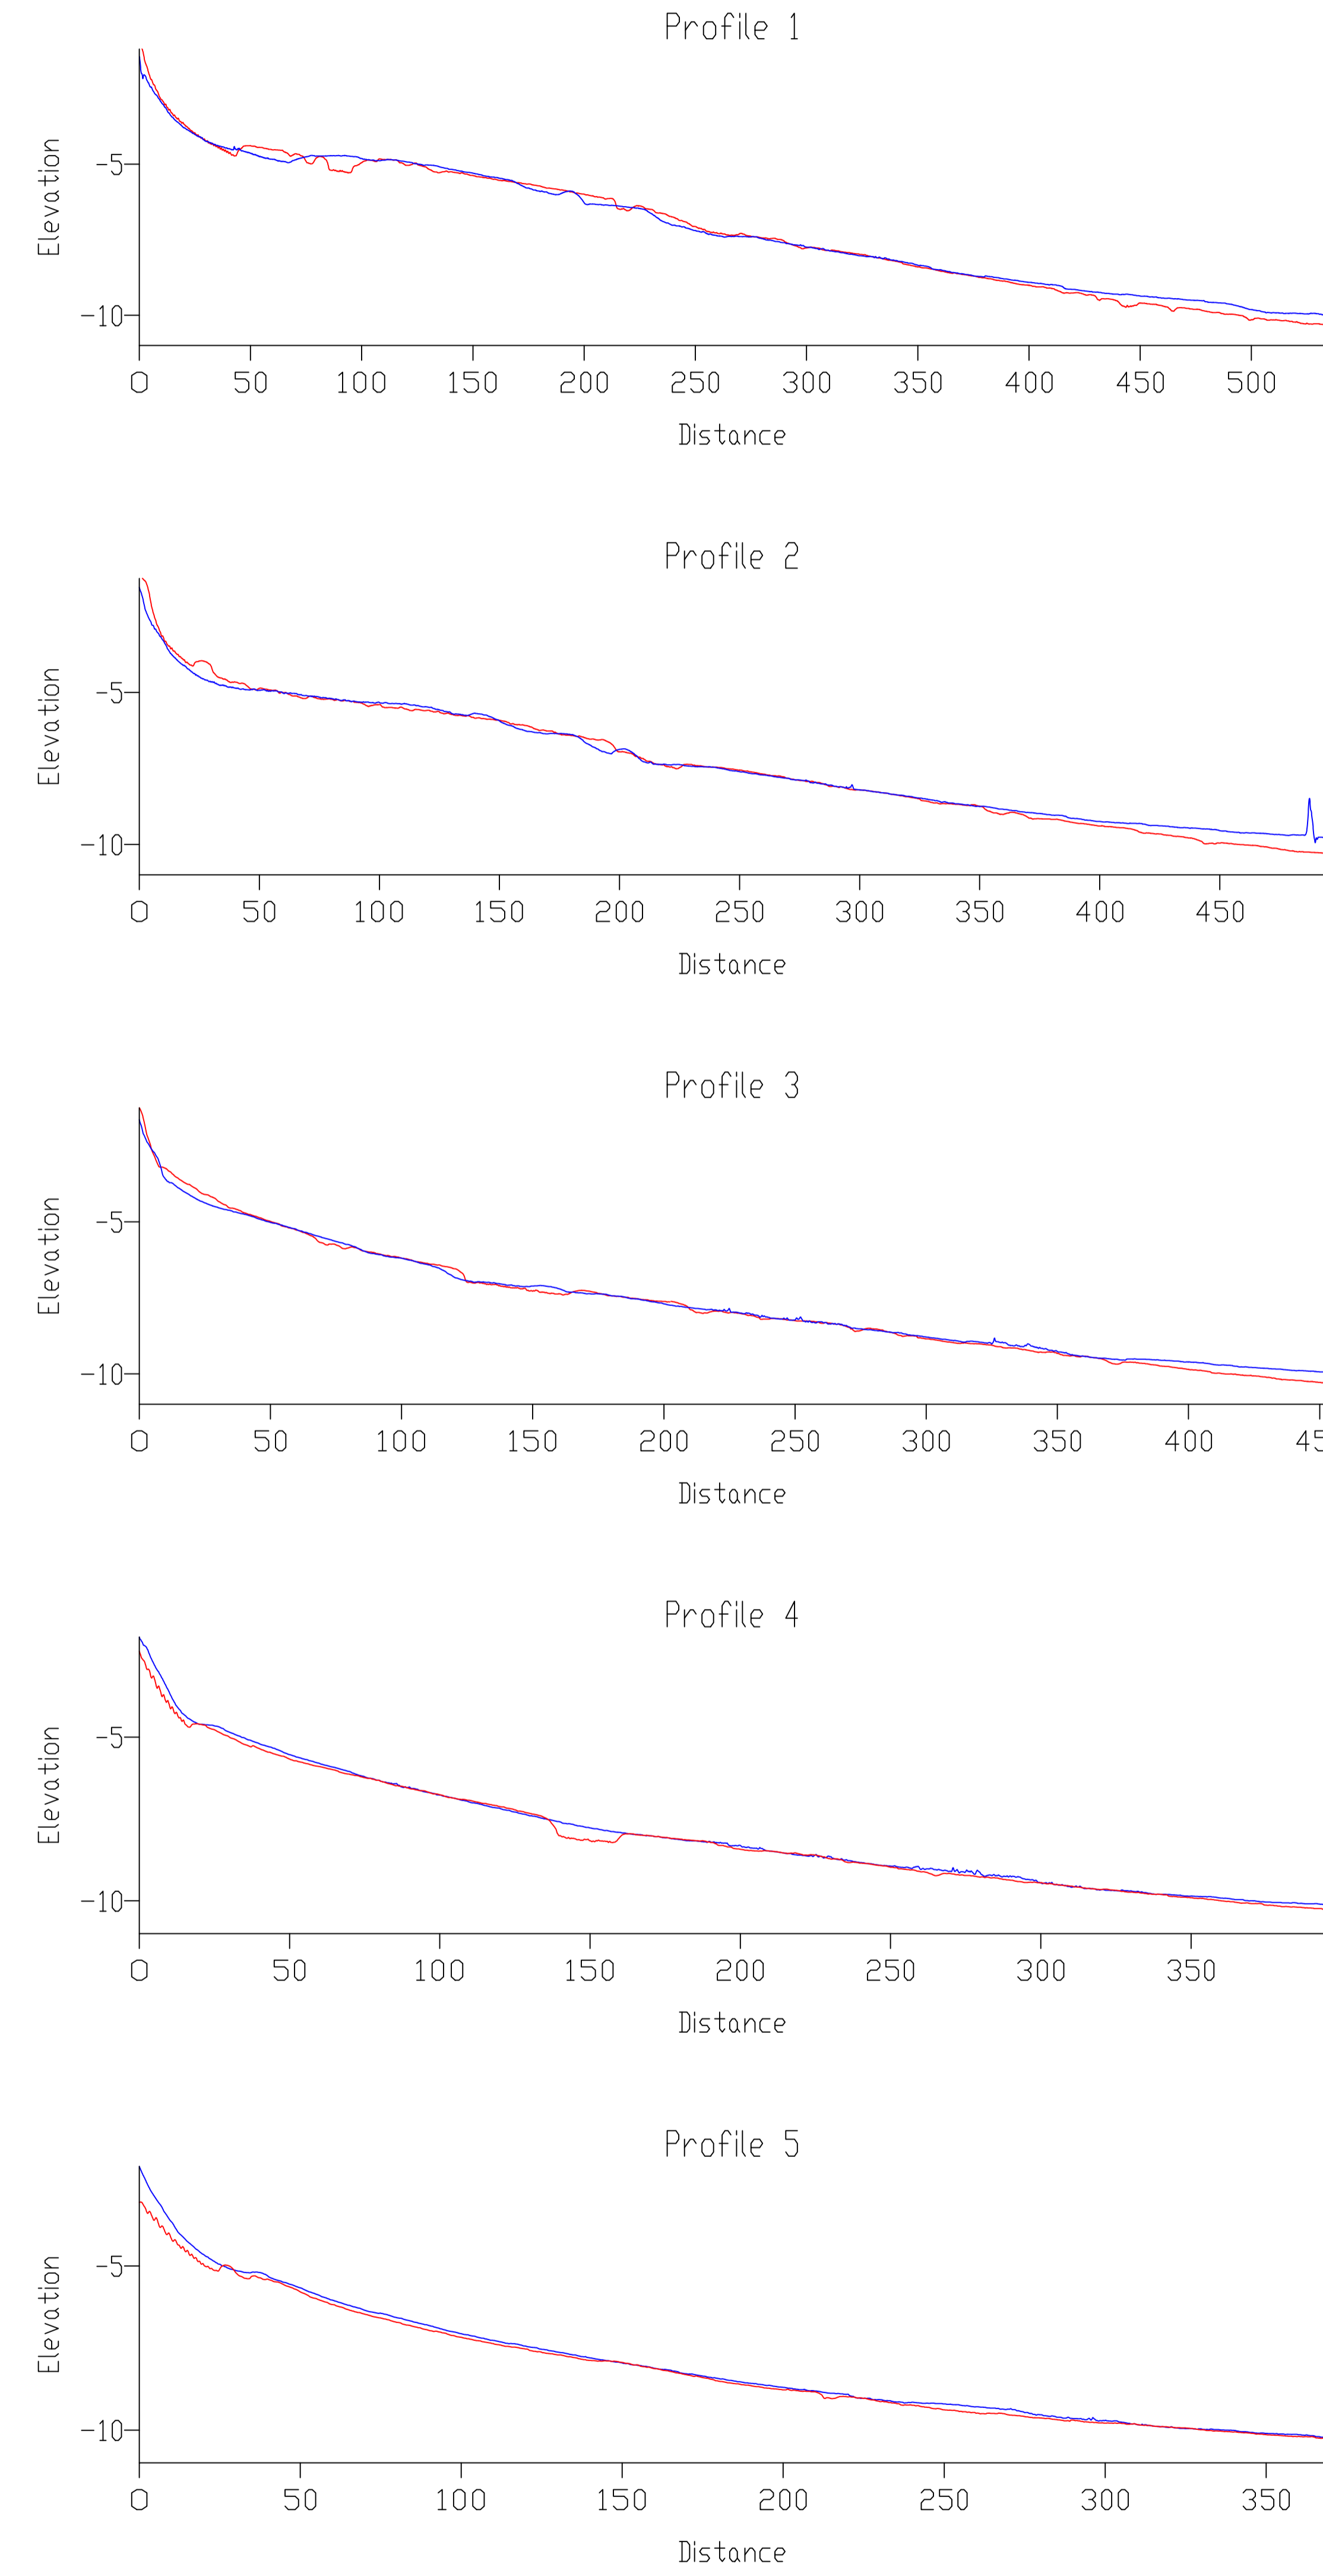 Profile 1
Elevation
-5
-10
0 50 100 150 200 250 300 350 400 450 500
Distance
Profile 2
Elevation
-5
-10
0 50 100 150 200 250 300 350 400 450
Distance
Profile 3
Elevation
-5
-10
0 50 100 150 200 250 300 350 400 45
Distance
Profile 4
Elevation
-5
-10
0 50 100 150 200 250 300 350
Distance
Profile 5
Elevation
-5
-10
0 50 100 150 200 250 300 350
Distance